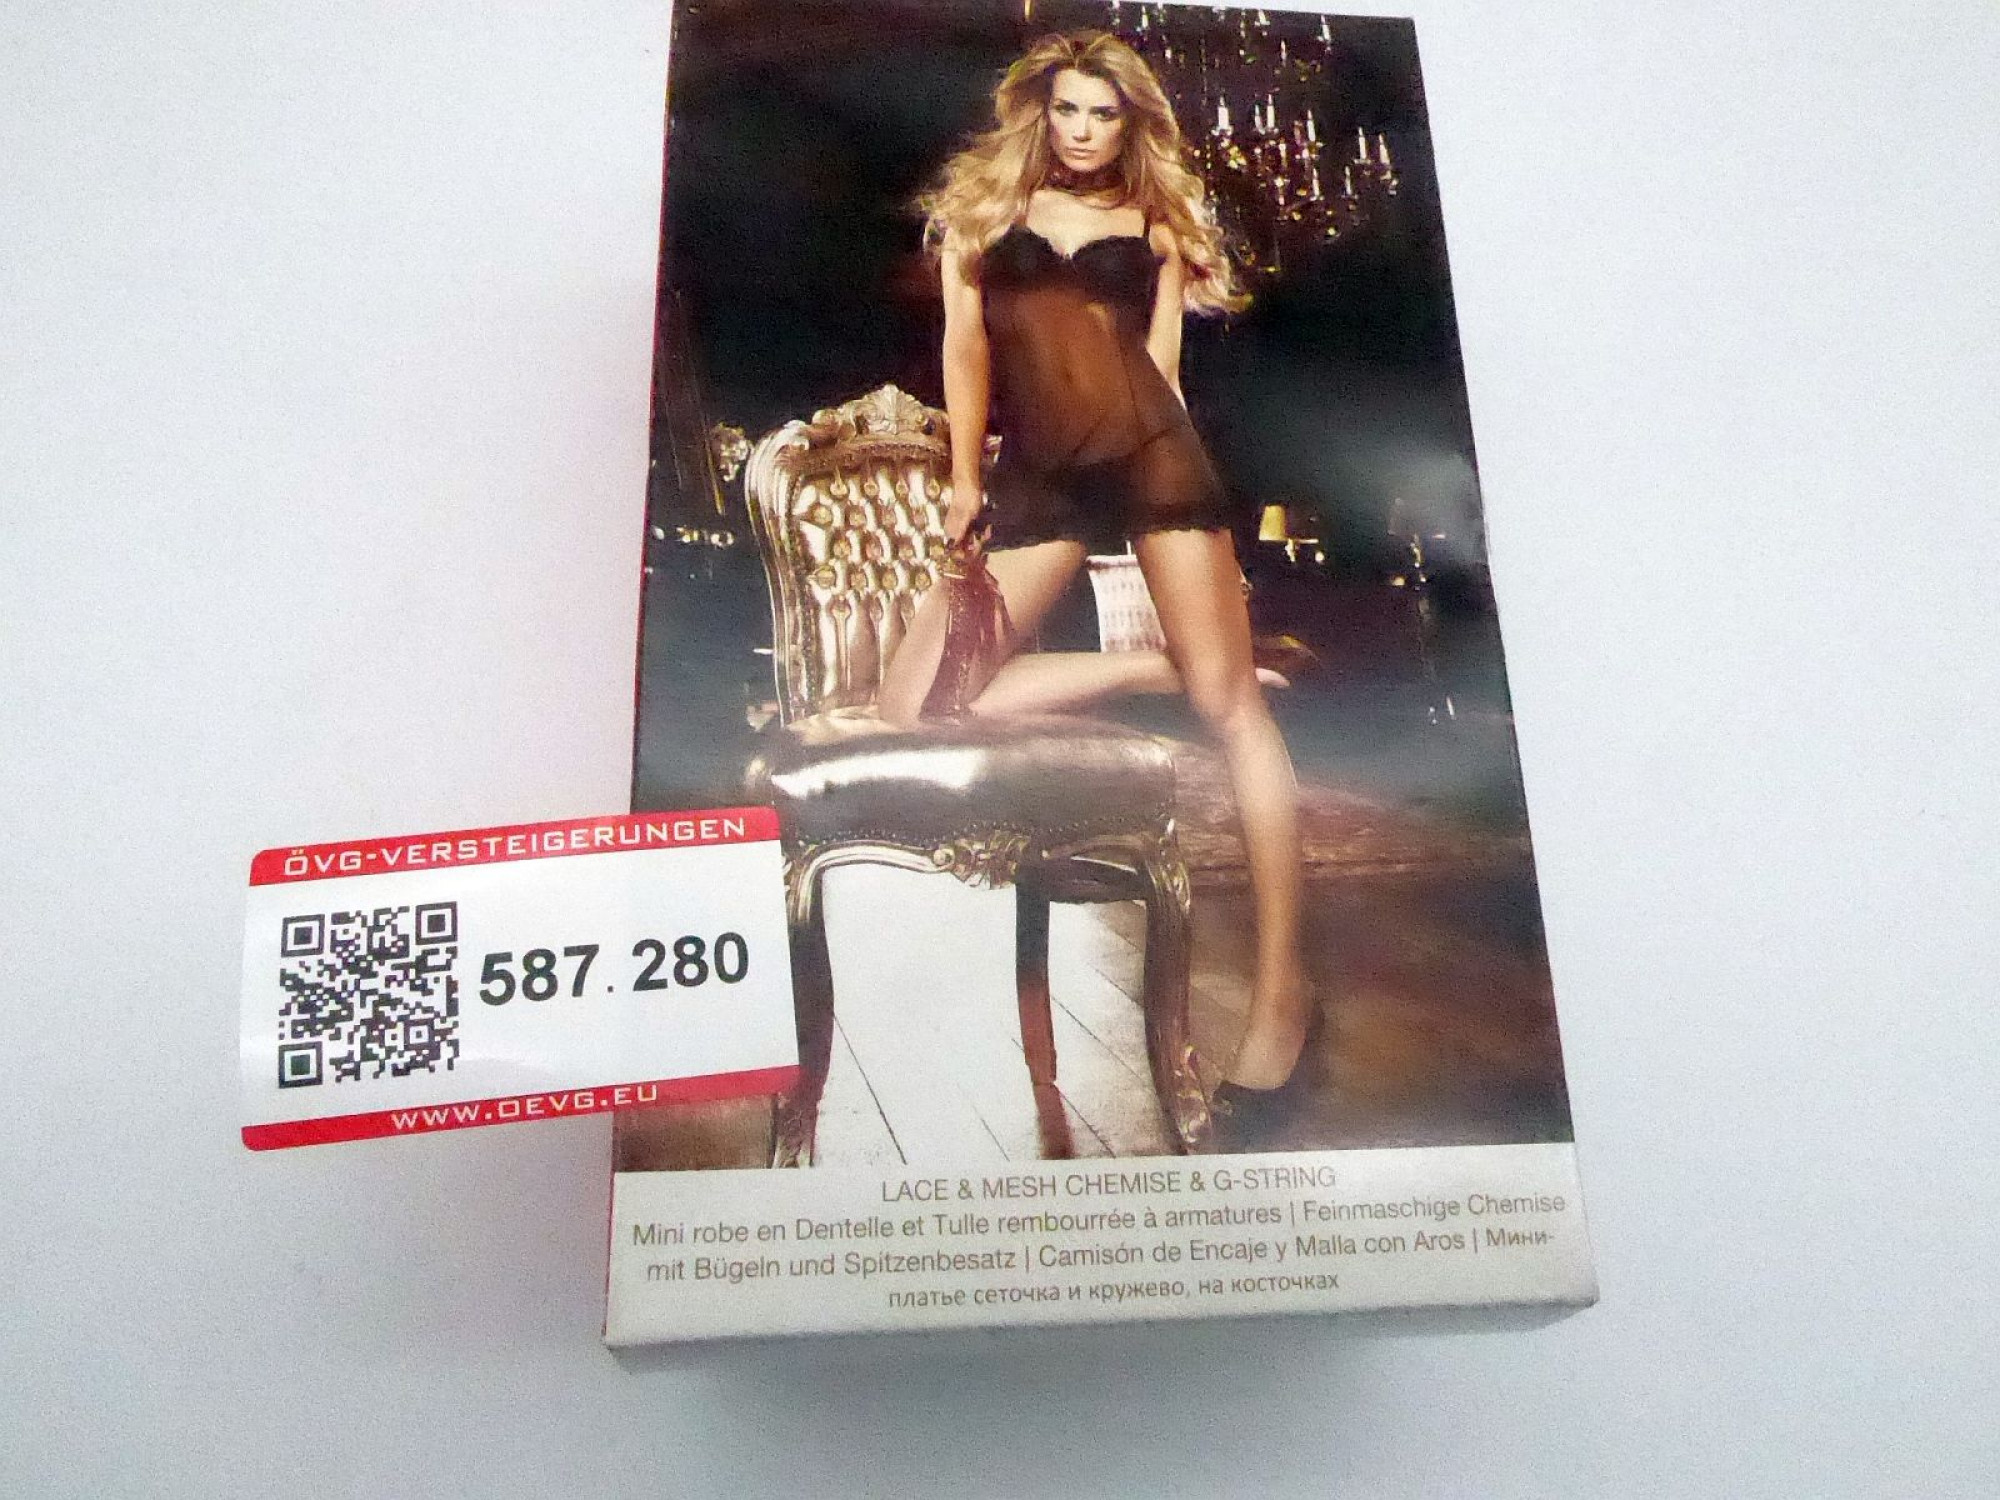 ÖVG-VERSTEIGERUNGEN
587.280
WWW.OEVG.EU
LACE & MESH CHEMISE & G-STRING
Mini robe en Dentelle et Tulle rembourrée à armatures | Feinmaschige Chemise
mit Bügeln und Spitzenbesatz | Camisón de Encaje y Malla con Aros | Мини-
платье сеточка и кружево, на косточках